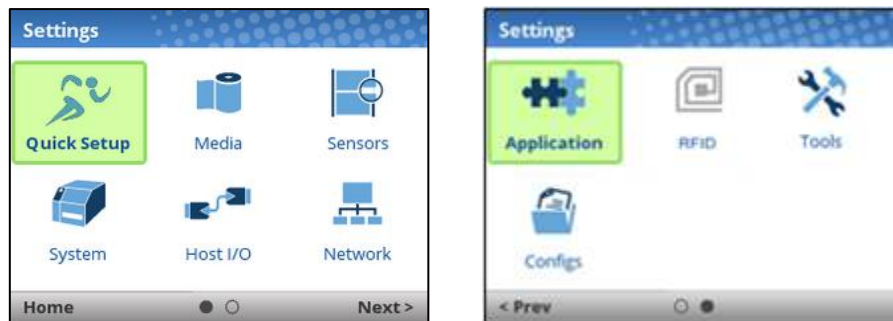 Settings
Quick Setup Media Sensors
System Host I/O Network
Home Next >
Settings
Application RFID Tools
Configs
< Prev